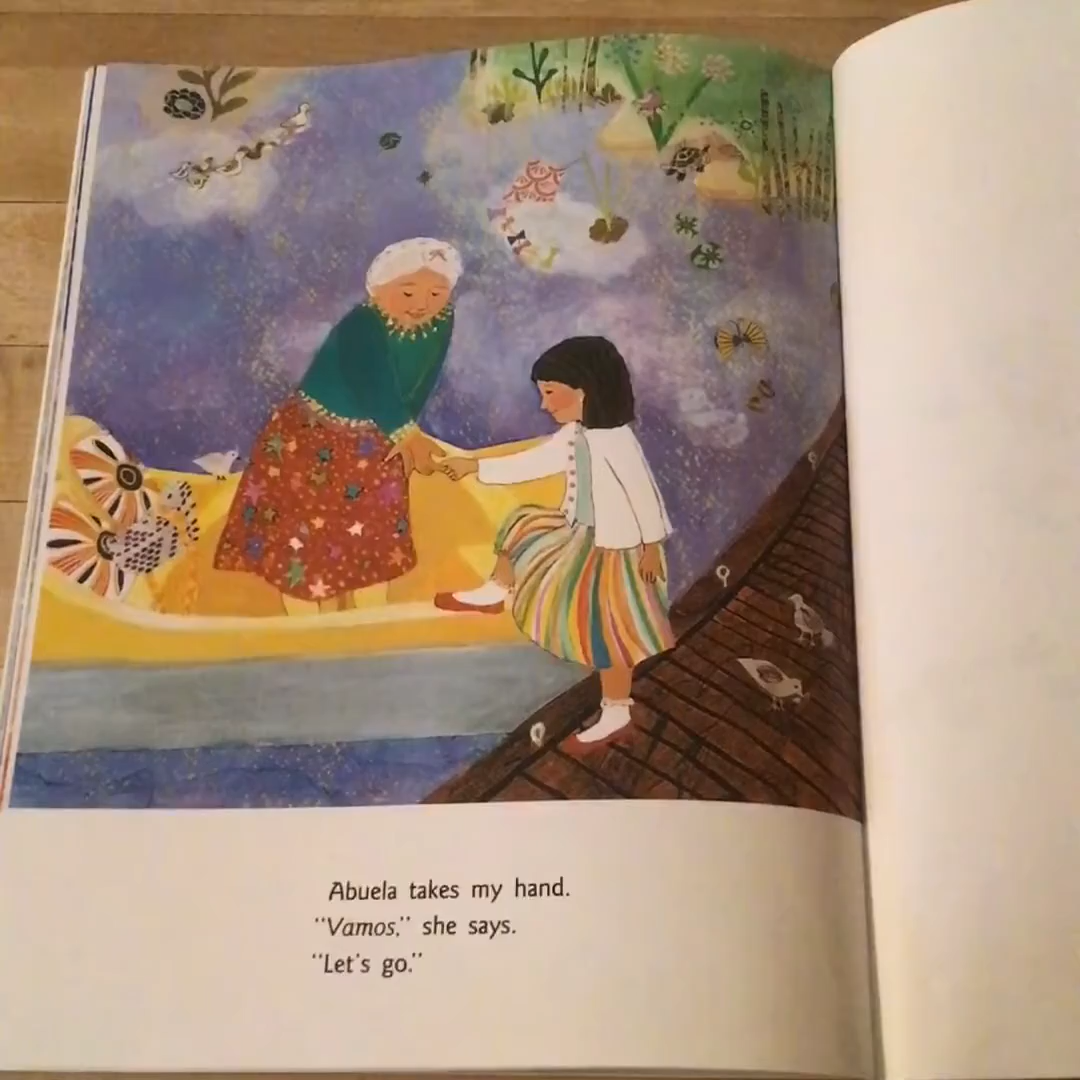 Abuela takes my hand.
“Vamos,” she says.
“Let's go.”